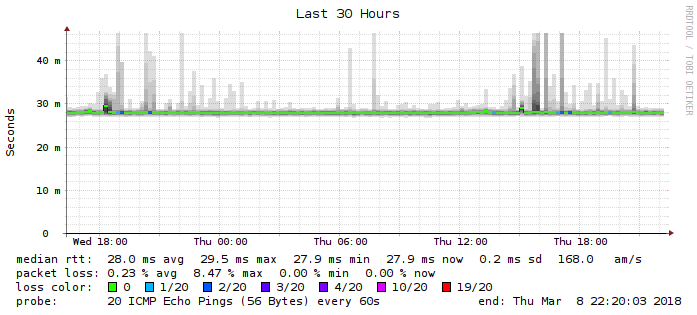 Last 30 Hours
RRDTOOL / TOBI OETIKER
Seconds
40 m
30 m
20 m
10 m
0
Wed 18:00 Thu 00:00 Thu 06:00 Thu 12:00 Thu 18:00
median rtt: 28.0 ms avg 29.5 ms max 27.9 ms min 27.9 ms now 0.2 ms sd 168.0 am/s
packet loss: 0.23 % avg 8.47 % max 0.00 % min 0.00 % now
loss color: 0 1/20 2/20 3/20 4/20 10/20 19/20
probe: 20 ICMP Echo Pings (56 Bytes) every 60s end: Thu Mar 8 22:20:03 2018